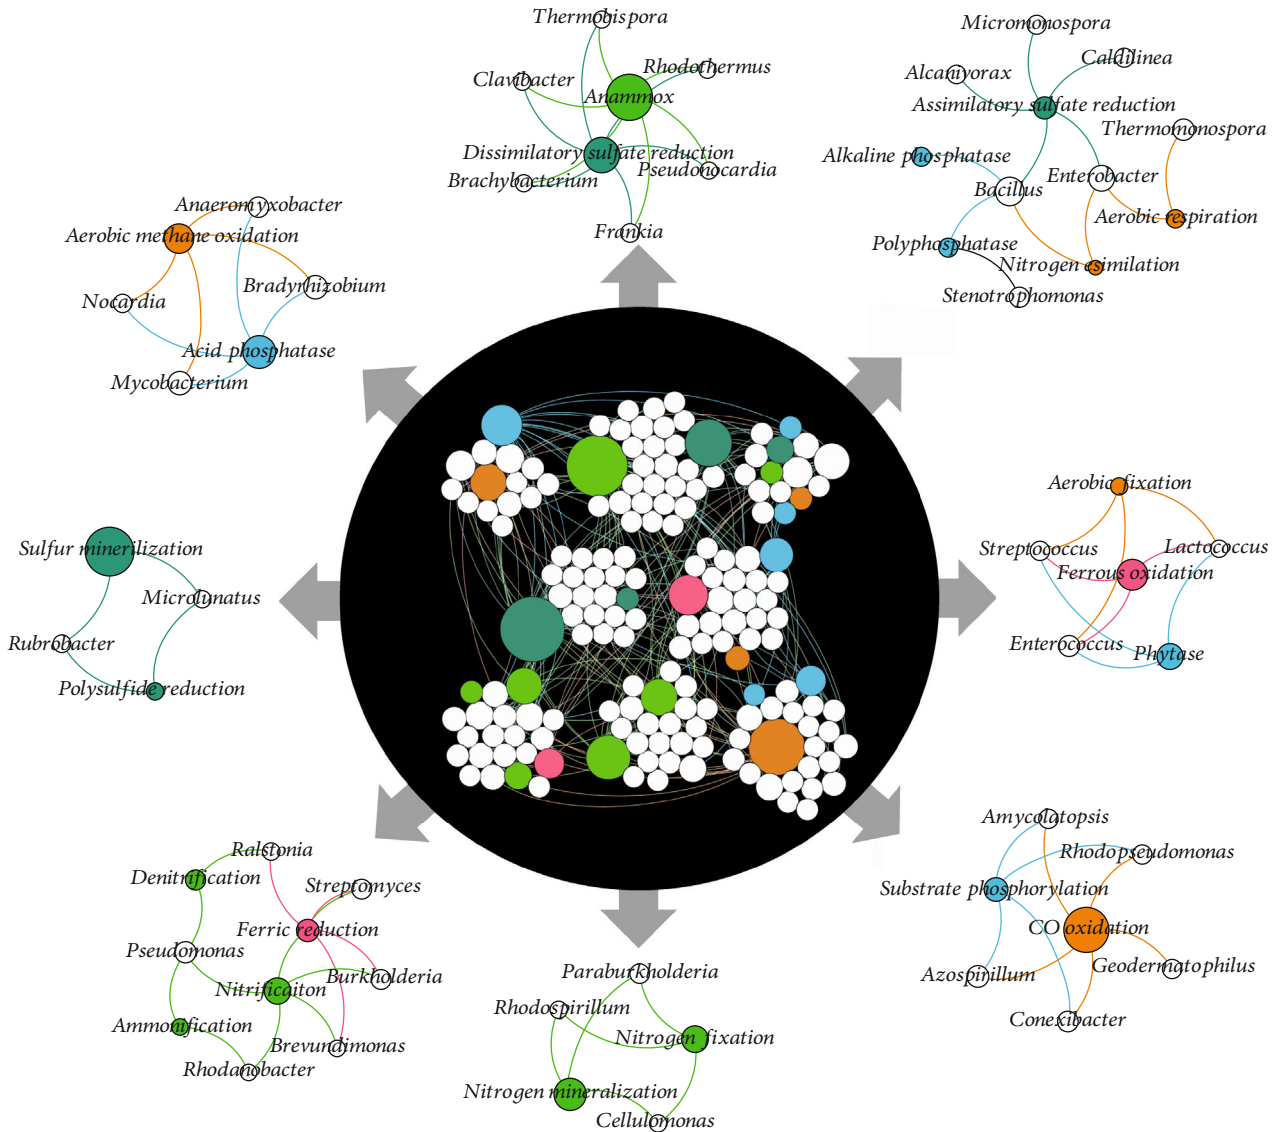 Thermobispora
Clavibacter
Rhodothermus
Anammox
Dissimilatory sulfate reduction
Pseudonocardia
Brachybacterium
Frankia
Micromonospora
Caldilinea
Alcanivorax
Assimilatory sulfate reduction
Thermomonospora
Alkaline phosphatase
Enterobacter
Bacillus
Aerobic respiration
Polyphosphatase
Nitrogen esimilation
Stenotrophomonas
Anaeromyxobacter
Aerobic methane oxidation
Bradyrhizobium
Nocardia
Acid phosphatase
Mycobacterium
Aerobic fixation
Streptococcus
Lactococcus
Ferrous oxidation
Enterococcus
Phytase
Sulfur minerilization
Microlunatus
Rubrobacter
Polysulfide reduction
Ralstonia
Denitrification
Streptomyces
Ferric reduction
Pseudomonas
Burkholderia
Nitrificaiton
Ammonification
Brevundimonas
Rhodanobacter
Paraburkholderia
Rhodospirillum
Nitrogen fixation
Nitrogen mineralization
Cellulomonas
Amycolatopsis
Rhodopseudomonas
Substrate phosphorylation
CO oxidation
Geodermatophilus
Azospirillum
Conexibacter